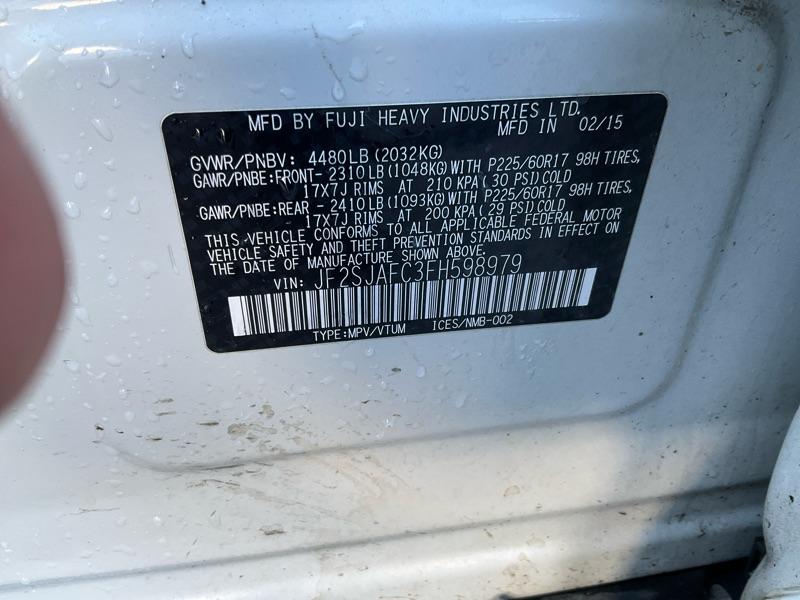 MFD BY FUJI HEAVY INDUSTRIES LTD.
MFD IN 02/15
GVWR/PNBV: 4480LB(2032KG)
GAWR/PNBE:FRONT- 2310LB(1048KG)WITH P225/60R17 98H TIRES,
17X7J RIMS AT 210 KPA( 30 PSI)COLD
GAWR/PNBE:REAR - 2410LB(1093KG) WITH P225/60R17 98H TIRES,
17X7J RIMS AT 200 KPA( 29 PSI)COLD
THIS VEHICLE CONFORMS TO ALL APPLICABLE FEDERAL MOTOR
VEHICLE SAFETY AND THEFT PREVENTION STANDARDS IN EFFECT ON
THE DATE OF MANUFACTURE SHOWN ABOVE.
VIN: JF2SJAFC3FH598979
TYPE:MPV/VTUM ICES/NMB-002